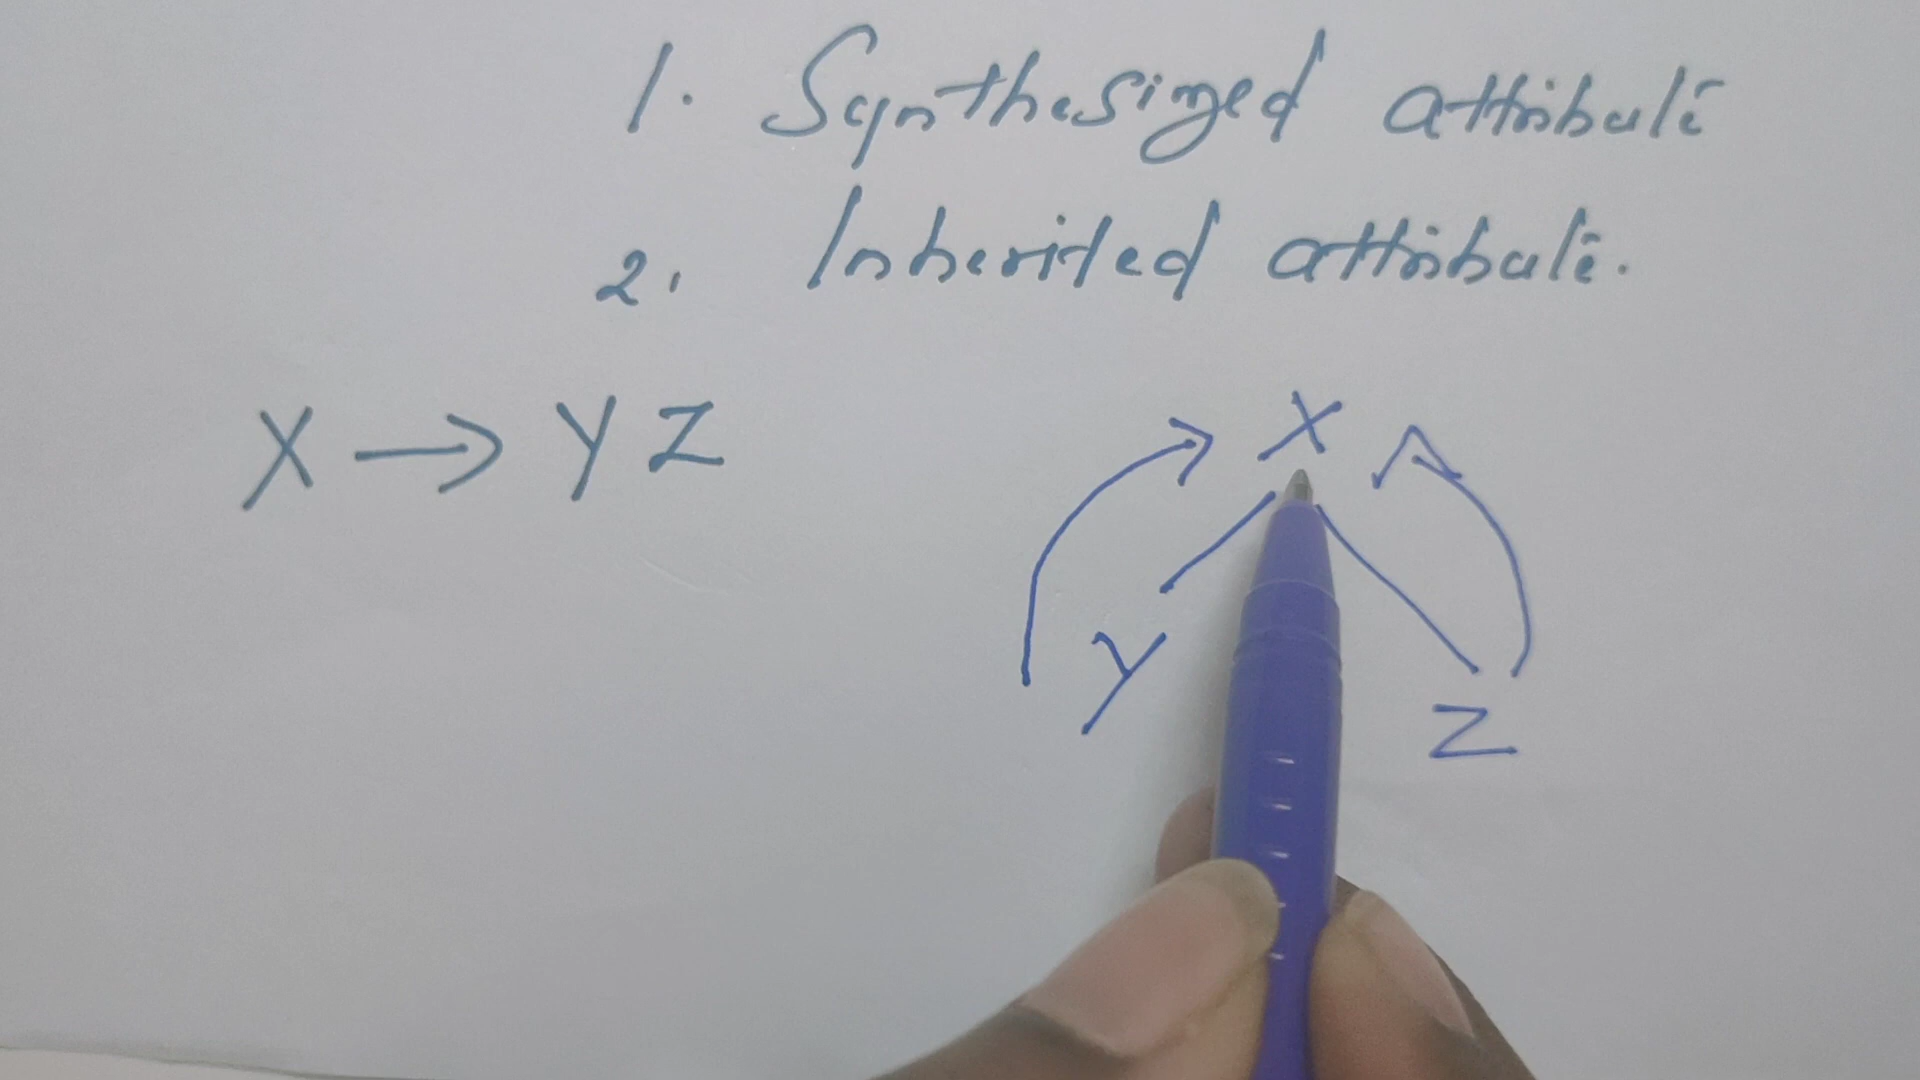 1. Synthesized attribute
2. Inherited attribute.
X → Y Z
X
Y
Z